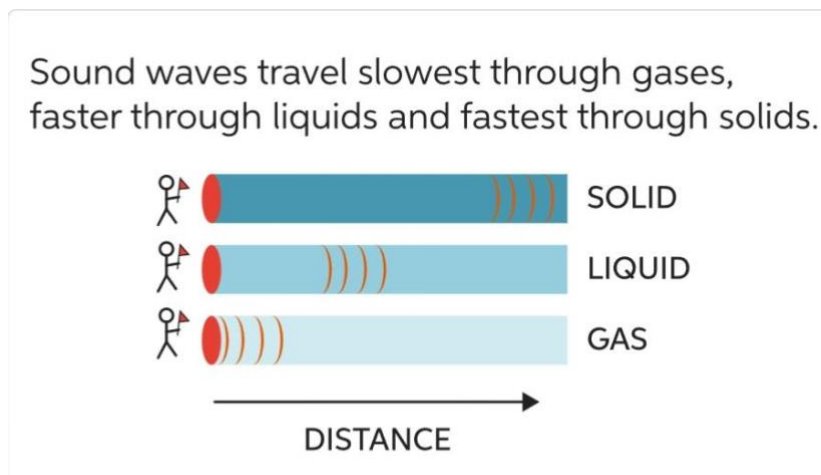 Sound waves travel slowest through gases,
faster through liquids and fastest through solids.
SOLID
LIQUID
GAS
DISTANCE